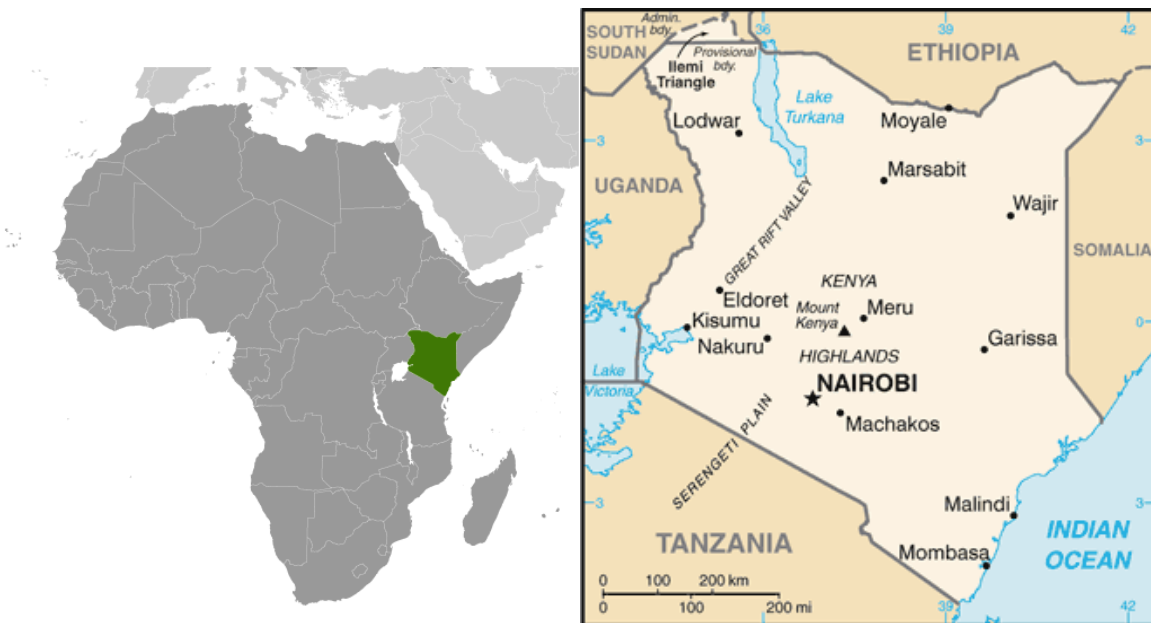 Admin.
bdy.
SOUTH
SUDAN
36
39
42
ETHIOPIA
Provisional
bdy.
Ilemi
Triangle
Lake
Turkana
Lodwar
Moyale
3
3
Marsabit
UGANDA
Wajir
GREAT RIFT VALLEY
SOMALIA
KENYA
Eldoret
Mount
Kenya
Meru
Kisumu
0
Nakuru
Garissa
HIGHLANDS
Lake
Victoria
NAIROBI
Machakos
SERENGETI PLAIN
3
3
Malindi
INDIAN
OCEAN
TANZANIA
Mombasa
0 100 200 km
0 100 200 mi
39
42